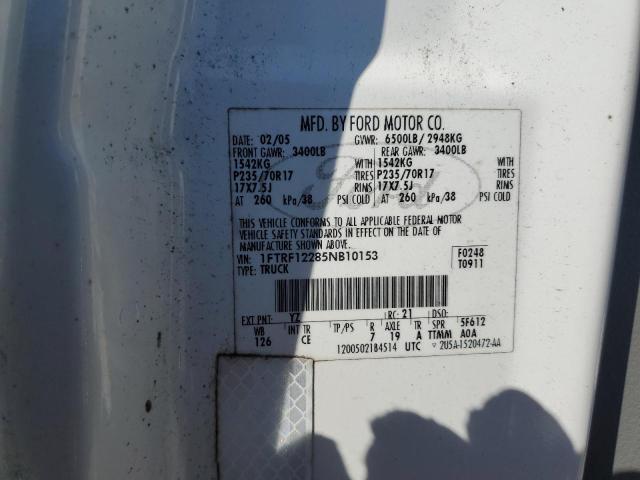 MFD. BY FORD MOTOR CO.
DATE: 02/05 GVWR: 6500LB/ 2948KG
FRONT GAWR: 3400LB REAR GAWR: 3400LB
1542KG WITH 1542KG WITH
P235/70R17 TIRES P235/70R17 TIRES
17X7.5J RIMS 17X7.5J RIMS
AT 260 kPa/38 PSI COLD AT 260 kPa/38 PSI COLD
THIS VEHICLE CONFORMS TO ALL APPLICABLE FEDERAL MOTOR
VEHICLE SAFETY STANDARDS IN EFFECT ON THE DATE OF
MANUFACTURE SHOWN ABOVE.
VIN: 1FTRF12285NB10153 F0248
TYPE: TRUCK T0911
EXT PNT: YZ RC: 21 DSO:
WB INT TR TP/PS R AXLE TR SPR 5F612
126 CE 7 19 A TTMM AOA
1200502184514 UTC 2U5A-1520472-AA
Ford